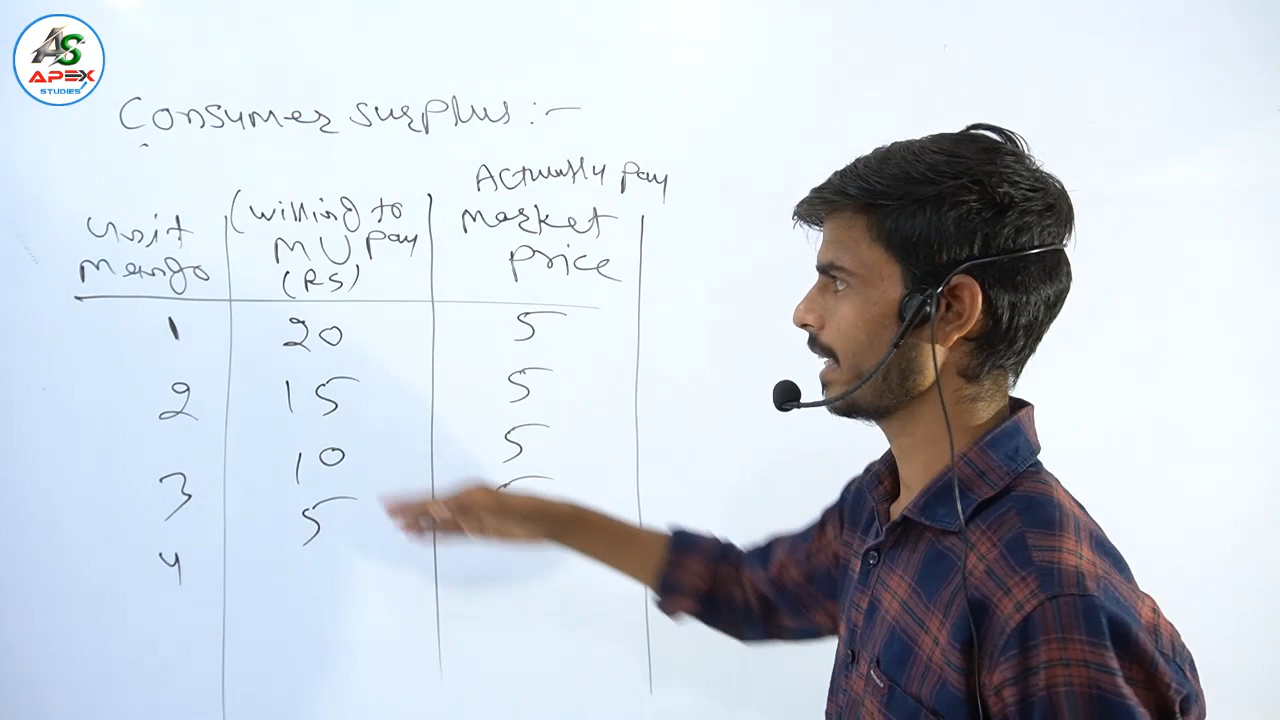 AS
APEX
STUDIES
Consumer surplus :-
Actually pay
Unit Mango | (willing to pay MU (RS) | market price
1 20 5
2 15 5
3 10 5
4 5 5